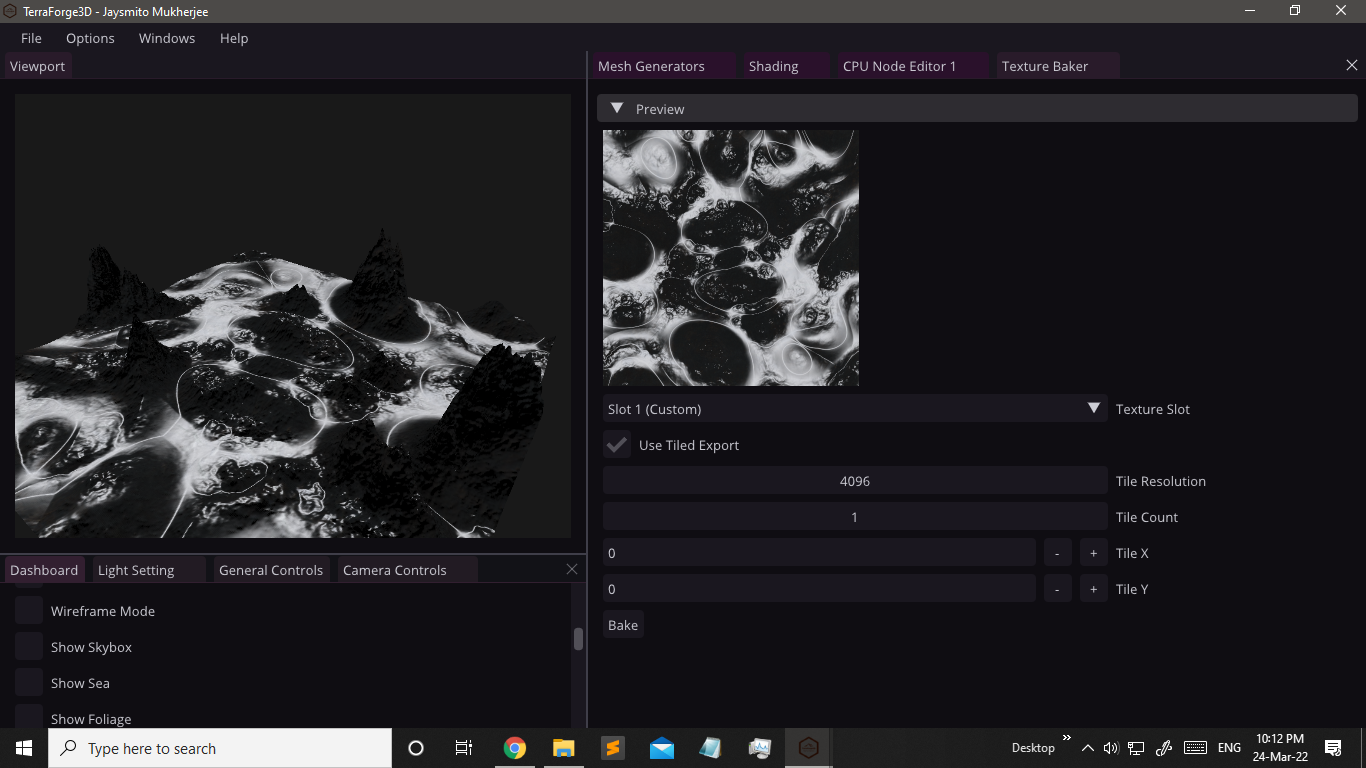 TerraForge3D - Jaysmito Mukherjee
File Options Windows Help
Viewport
Mesh Generators Shading CPU Node Editor 1 Texture Baker
Preview
Slot 1 (Custom) Texture Slot
Use Tiled Export
4096 Tile Resolution
1 Tile Count
0 - + Tile X
0 - + Tile Y
Bake
Dashboard Light Setting General Controls Camera Controls
Wireframe Mode
Show Skybox
Show Sea
Show Foliage
Type here to search
Desktop » ENG
10:12 PM
24-Mar-22